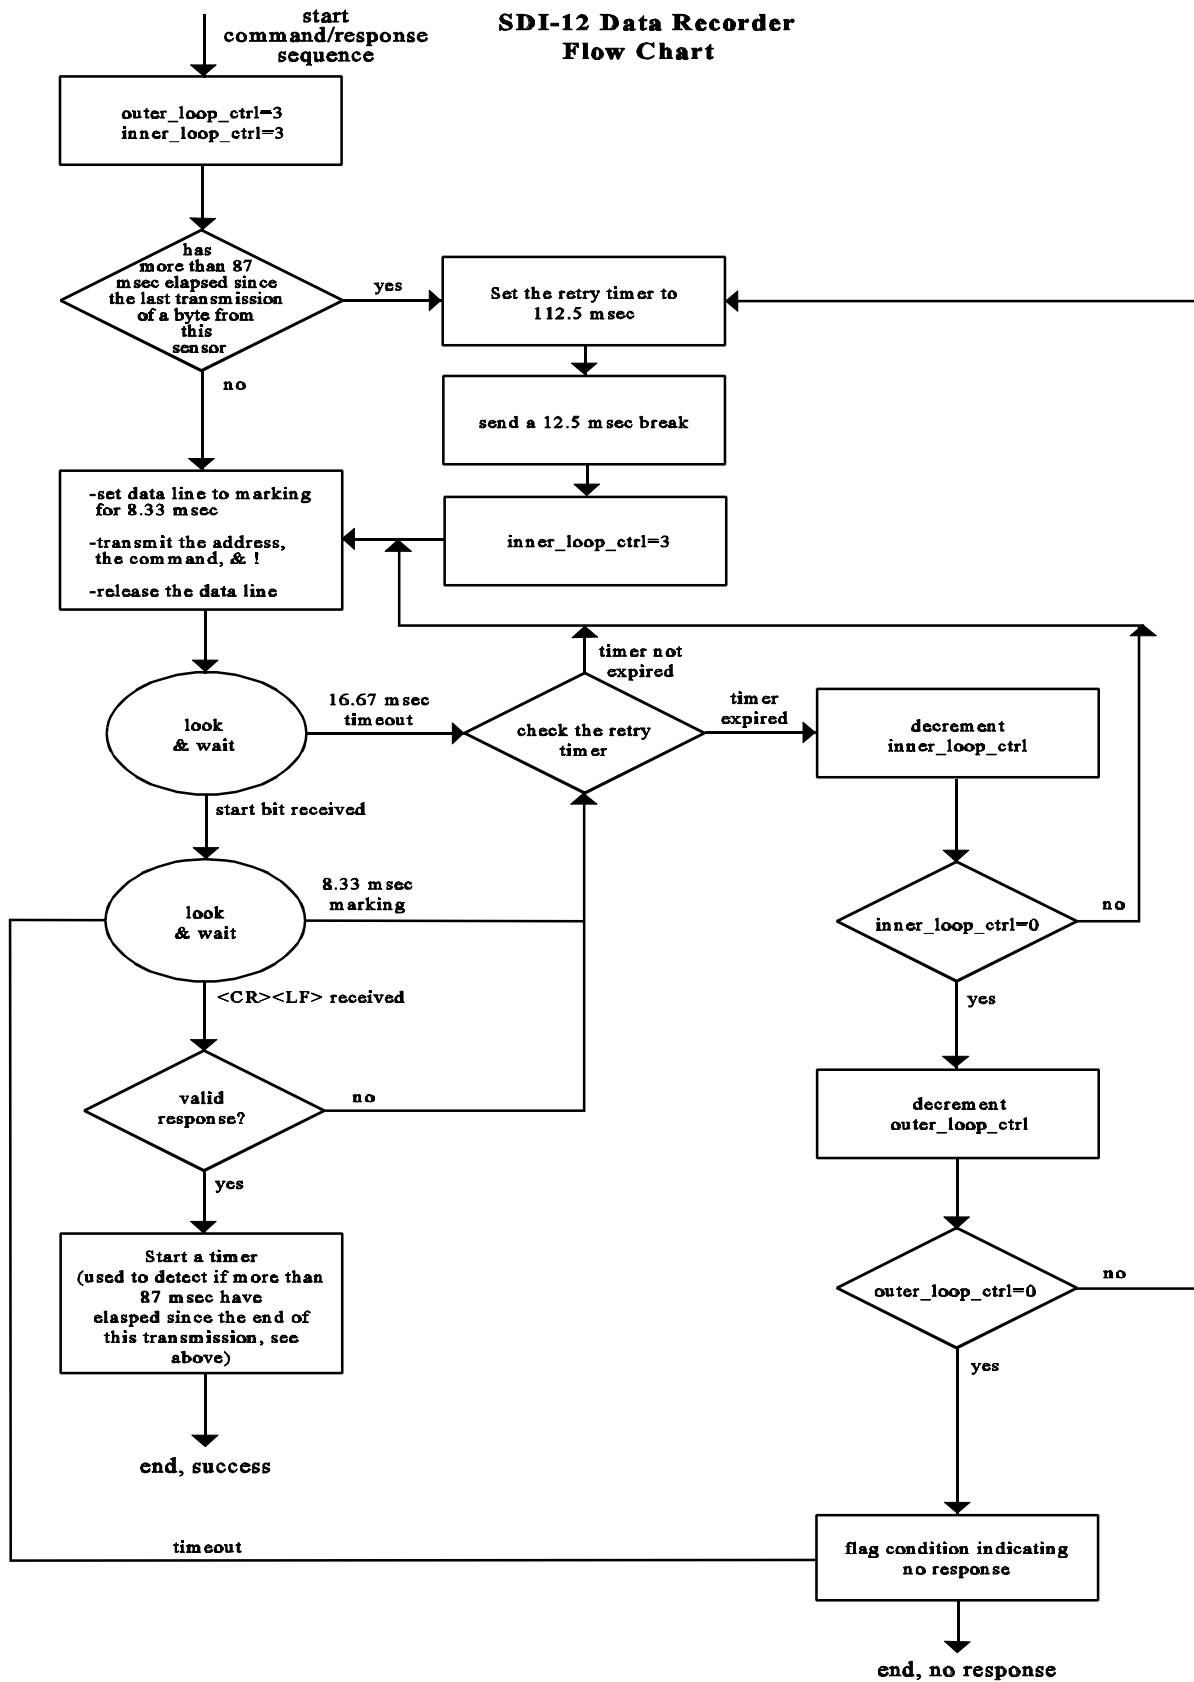 SDI-12 Data Recorder
Flow Chart
start
command/response
sequence
outer_loop_ctrl=3
inner_loop_ctrl=3
has
more than 87
msec elapsed since
the last transmission
of a byte from
this
sensor
yes
no
Set the retry timer to
112.5 msec
send a 12.5 msec break
inner_loop_ctrl=3
-set data line to marking
for 8.33 msec
-transmit the address,
the command, & !
-release the data line
look
& wait
16.67 msec
timeout
timer not
expired
check the retry
timer
timer
expired
decrement
inner_loop_ctrl
start bit received
look
& wait
8.33 msec
marking
inner_loop_ctrl=0
no
yes
<CR><LF> received
valid
response?
no
yes
decrement
outer_loop_ctrl
Start a timer
(used to detect if more than
87 msec have
elasped since the end of
this transmission, see
above)
outer_loop_ctrl=0
no
yes
end, success
timeout
flag condition indicating
no response
end, no response